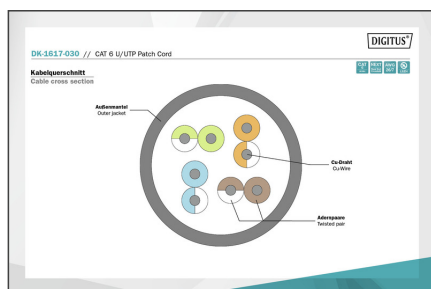 DIGITUS®
DK-1617-030 // CAT 6 U/UTP Patch Cord
Kabelquerschnitt
Cable cross section
Außenmantel
Outer jacket
Cu-Draht
Cu-Wire
Aderpaare
Twisted pair